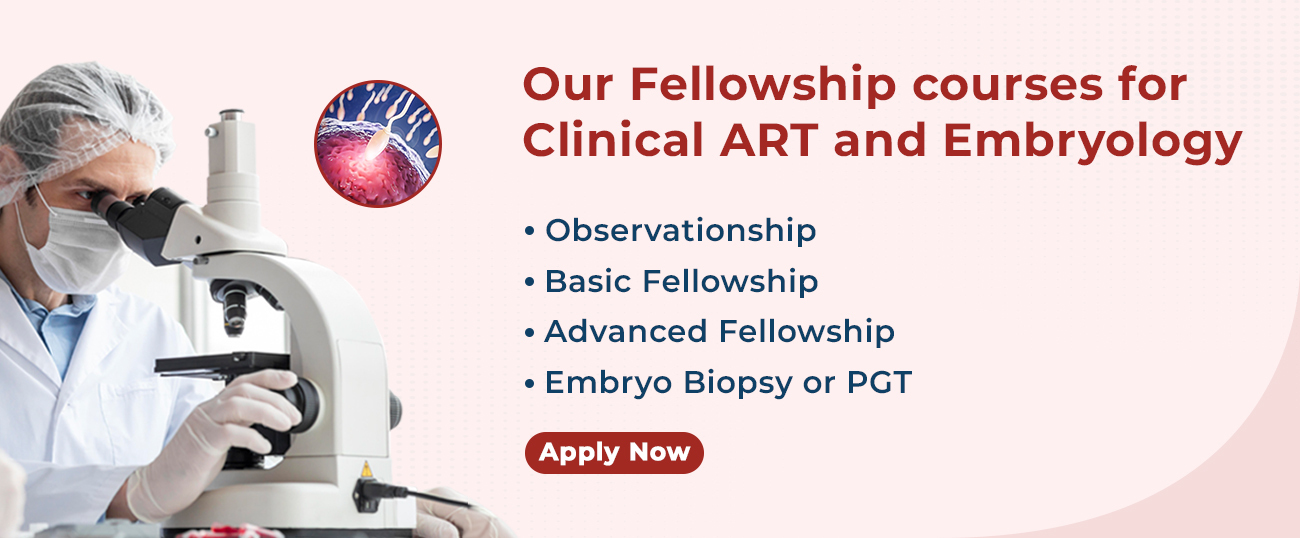 Our Fellowship courses for
Clinical ART and Embryology
• Observationship
• Basic Fellowship
• Advanced Fellowship
• Embryo Biopsy or PGT
Apply Now